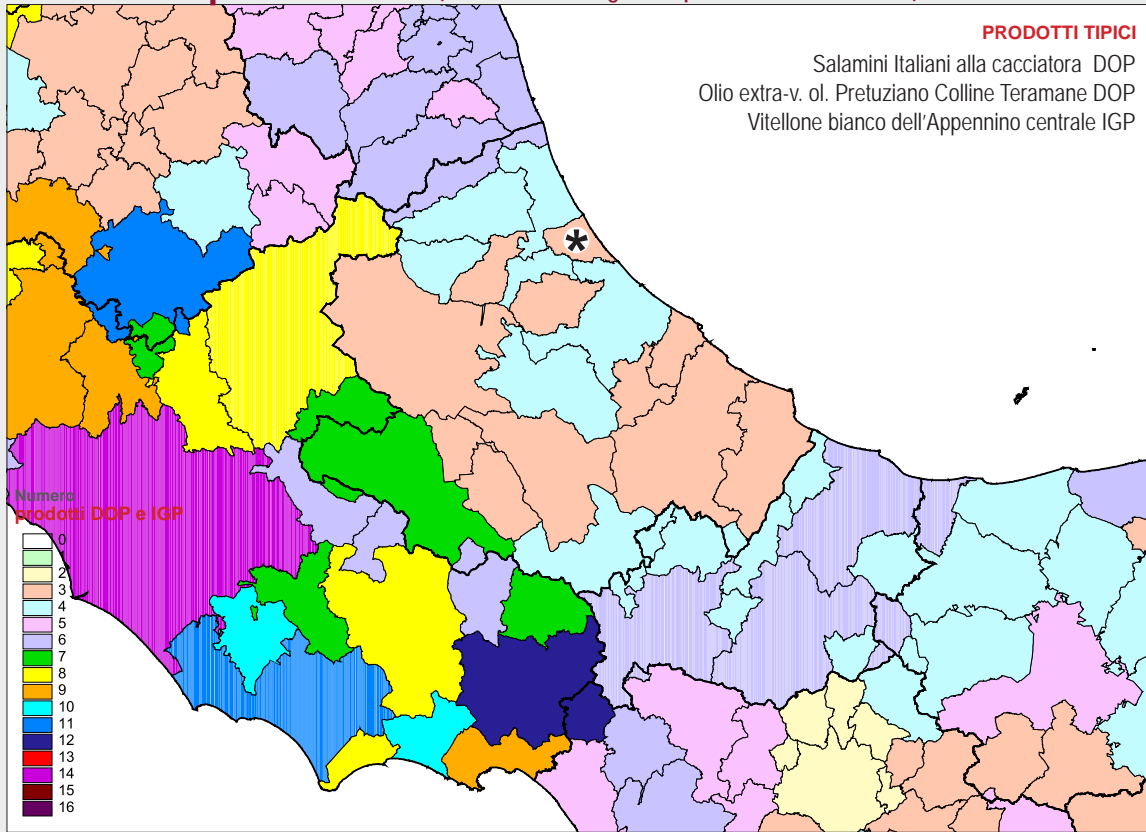 PRODOTTI TIPICI
Salamini Italiani alla cacciatora DOP
Olio extra-v. ol. Pretuziano Colline Teramane DOP
Vitellone bianco dell'Appennino centrale IGP
*
Numero
prodotti DOP e IGP
0
2
3
4
5
6
7
8
9
10
11
12
13
14
15
16